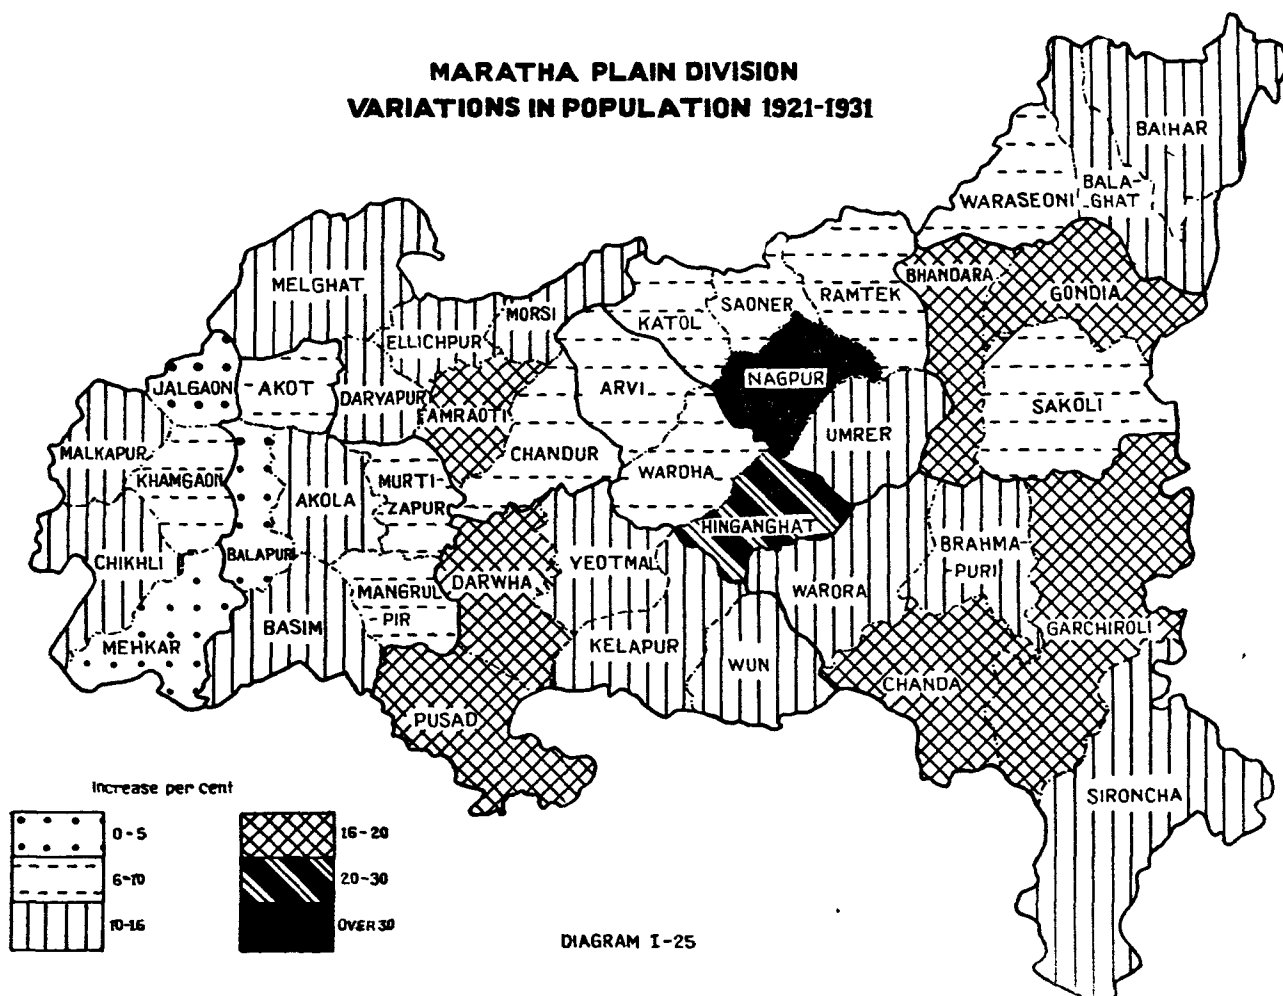 MARATHA PLAIN DIVISION
VARIATIONS IN POPULATION 1921-1931
BAIHAR
BALA-
-GHAT
WARASEONI
BHANDARA
GONDIA
MELGHAT
MORSI
KATOL
SAONER
RAMTEK
ELLICHPUR
JALGAON
AKOT
DARYAPUR
AMRAOTI
ARVI
NAGPUR
SAKOLI
UMRER
MALKAPUR
KHAMGAON
AKOLA
MURTI-
ZAPUR
CHANDUR
WARDHA
HINGANGHAT
CHIKHLI
BALAPUR
MANGRUL
PIR
DARWHA
YEOTMAL
WARORA
BRAHMA-
-PURI
MEHKAR
BASIM
KELAPUR
WUN
GARCHIROLI
CHANDA
PUSAD
SIRONCHA
Increase per cent
0-5
6-10
10-16
16-20
20-30
OVER 30
DIAGRAM I-25